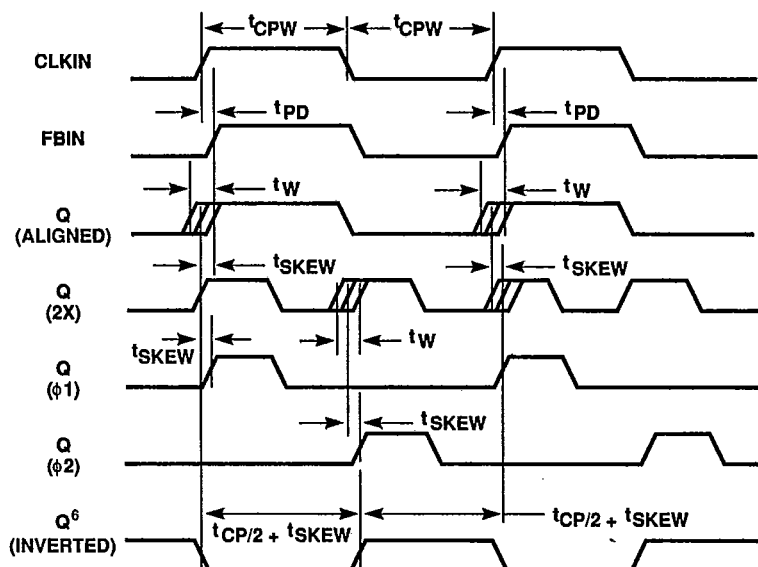 tCPW tCPW
CLKIN
tPD tPD
FBIN
tW tW
Q
(ALIGNED)
tSKEW tSKEW
Q
(2X)
tSKEW tW
Q
(ϕ1)
tSKEW
Q
(ϕ2)
Q6
(INVERTED)
tCP/2 + tSKEW tCP/2 + tSKEW